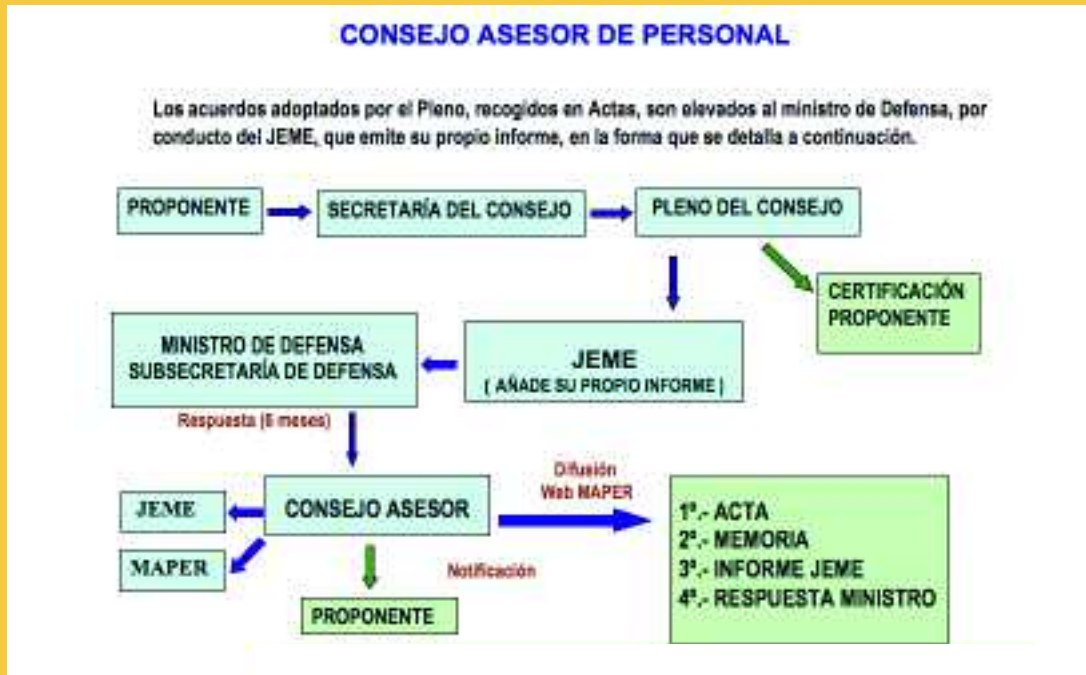 CONSEJO ASESOR DE PERSONAL
Los acuerdos adoptados por el Pleno, recogidos en Actas, son elevados al ministro de Defensa, por
conducto del JEME, que emite su propio informe, en la forma que se detalla a continuación.
PROPONENTE
SECRETARÍA DEL CONSEJO
PLENO DEL CONSEJO
CERTIFICACIÓN
PROPONENTE
MINISTRO DE DEFENSA
SUBSECRETARÍA DE DEFENSA
JEME
( AÑADE SU PROPIO INFORME )
Respuesta (6 meses)
CONSEJO ASESOR
Difusión
Web MAPER
JEME
MAPER
Notificación
PROPONENTE
1º.- ACTA
2º.- MEMORIA
3º.- INFORME JEME
4º.- RESPUESTA MINISTRO